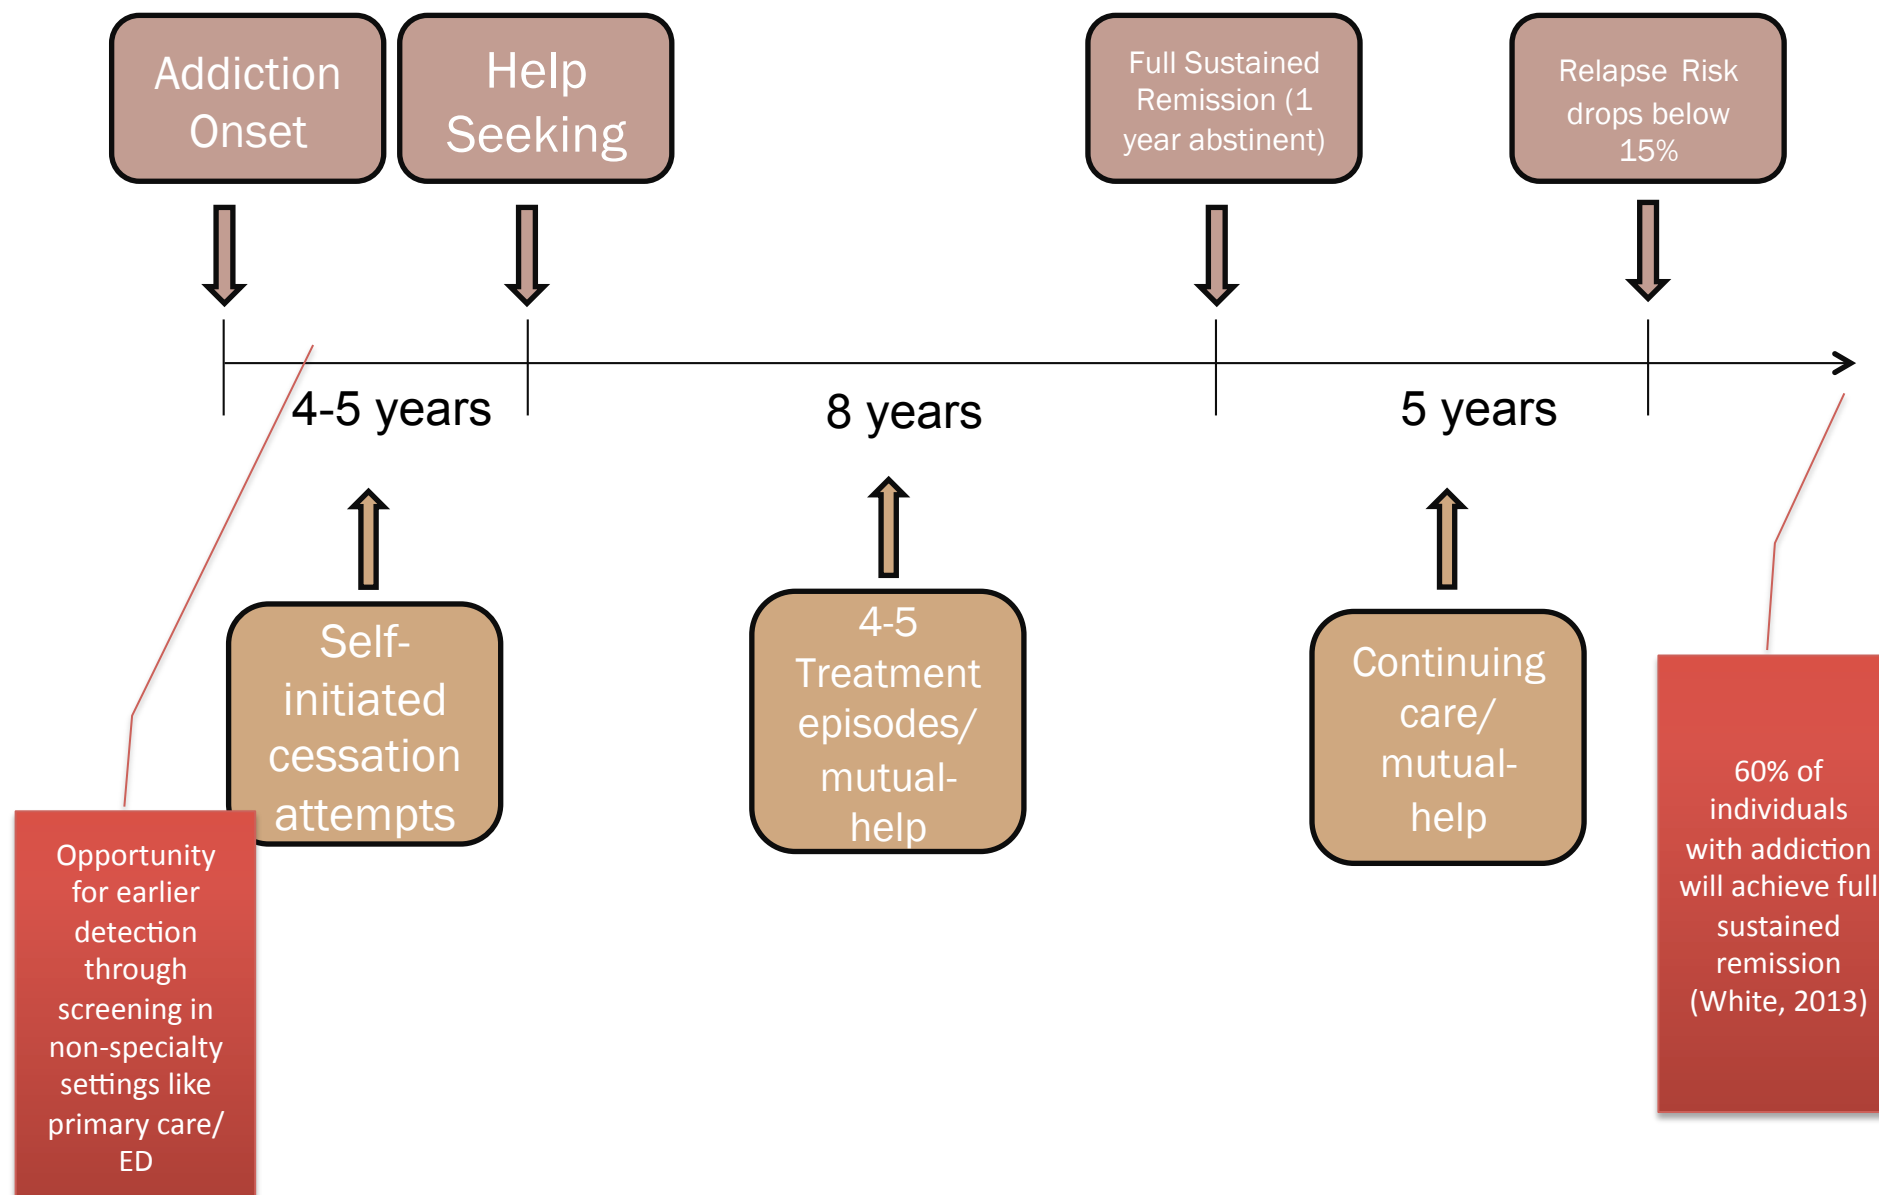 Addiction
Onset
Help
Seeking
Full Sustained
Remission (1
year abstinent)
Relapse Risk
drops below
15%
4-5 years
8 years
5 years
Self-
initiated
cessation
attempts
4-5
Treatment
episodes/
mutual-
help
Continuing
care/
mutual-
help
Opportunity
for earlier
detection
through
screening in
non-specialty
settings like
primary care/
ED
60% of
individuals
with addiction
will achieve full
sustained
remission
(White, 2013)